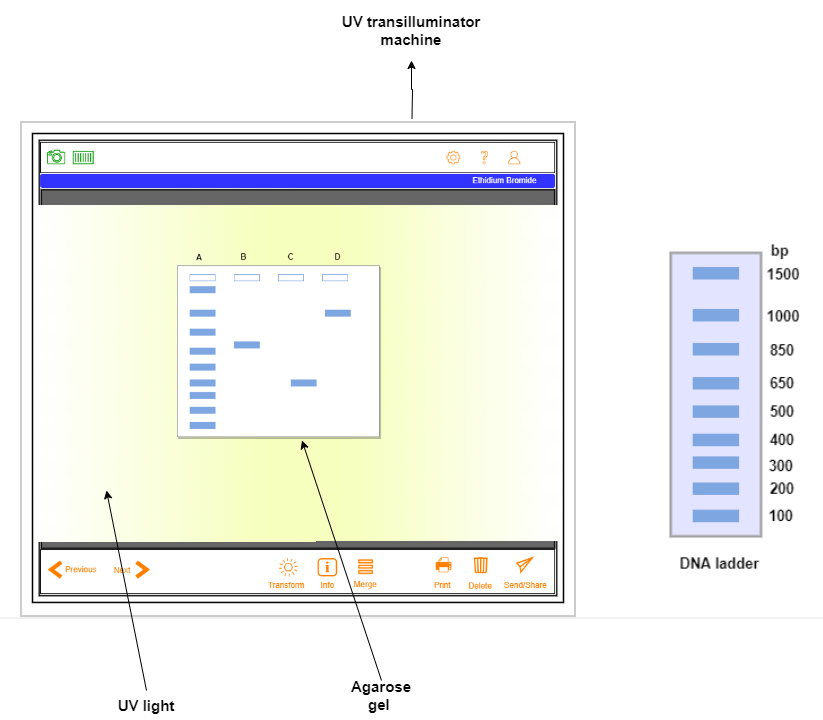 UV transilluminator
machine
Ethidium Bromide
A B C D
bp
1500
1000
850
650
500
400
300
200
100
DNA ladder
Previous
Next
Transform
Info
Merge
Print
Delete
Send/Share
UV light
Agarose
gel